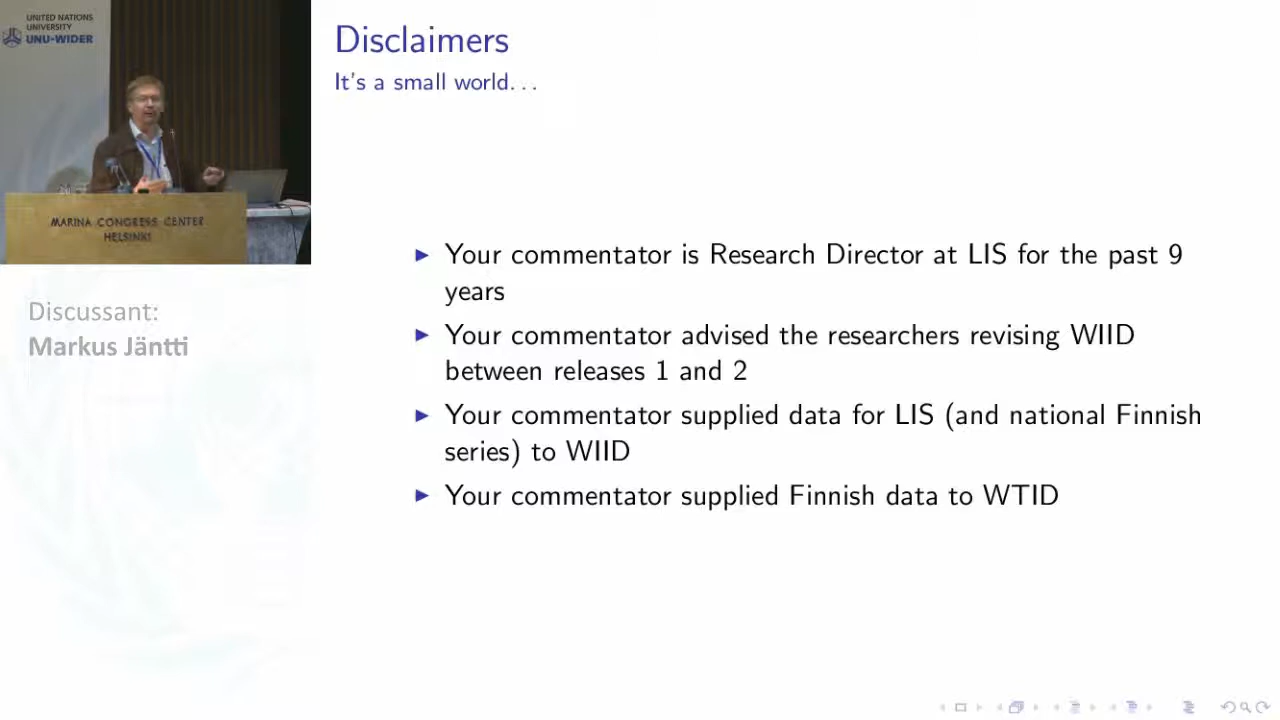 UNITED NATIONS
UNIVERSITY
UNU-WIDER
MARINA CONGRESS CENTER
HELSINKI
Discussant:
Markus Jäntti
Disclaimers
It's a small world. . .
Your commentator is Research Director at LIS for the past 9
years
Your commentator advised the researchers revising WIID
between releases 1 and 2
Your commentator supplied data for LIS (and national Finnish
series) to WIID
Your commentator supplied Finnish data to WTID